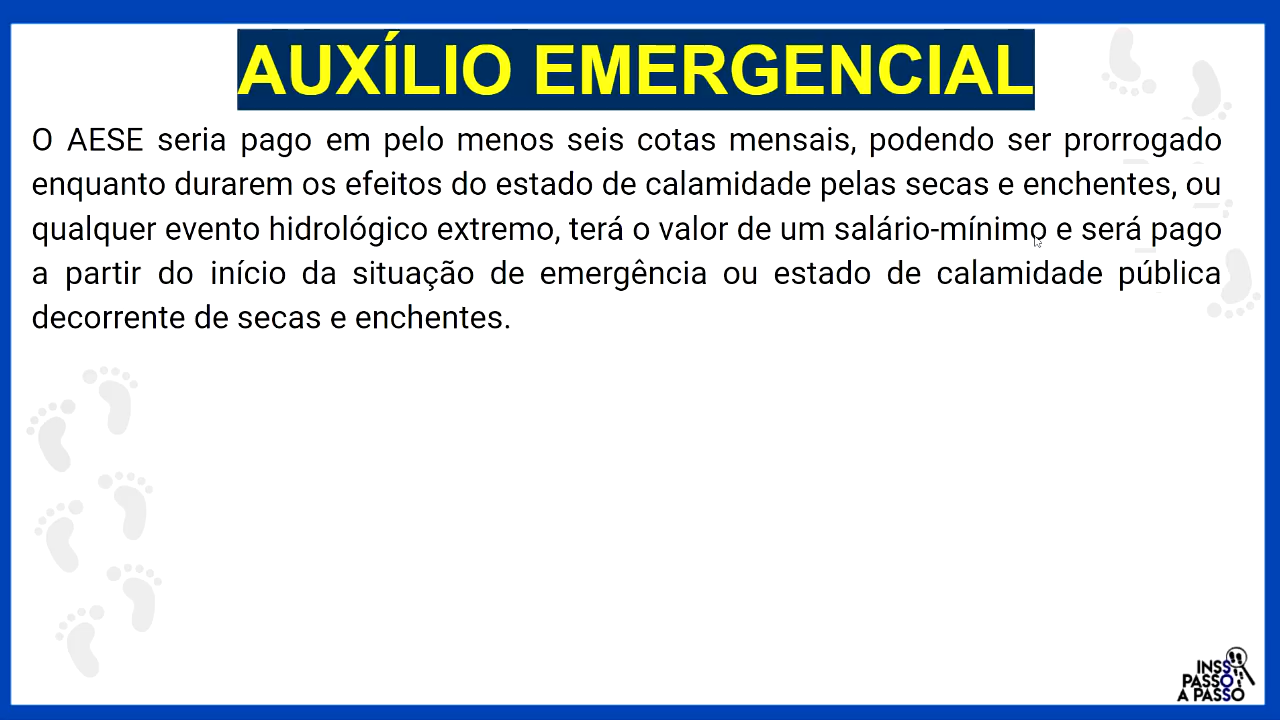 AUXÍLIO EMERGENCIAL
O AESE seria pago em pelo menos seis cotas mensais, podendo ser prorrogado
enquanto durarem os efeitos do estado de calamidade pelas secas e enchentes, ou
qualquer evento hidrológico extremo, terá o valor de um salário-mínimo e será pago
a partir do início da situação de emergência ou estado de calamidade pública
decorrente de secas e enchentes.
INSS
PASSO
A PASSO